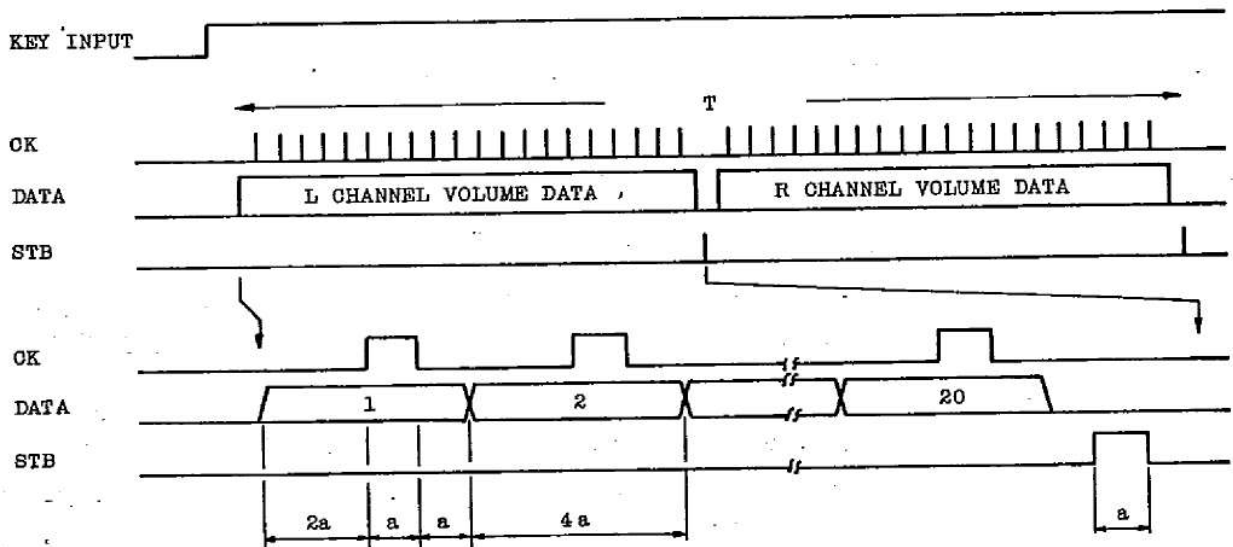 KEY INPUT
T
CK
DATA
L CHANNEL VOLUME DATA
R CHANNEL VOLUME DATA
STB
CK
DATA
1
2
20
STB
2a
a
a
4a
a